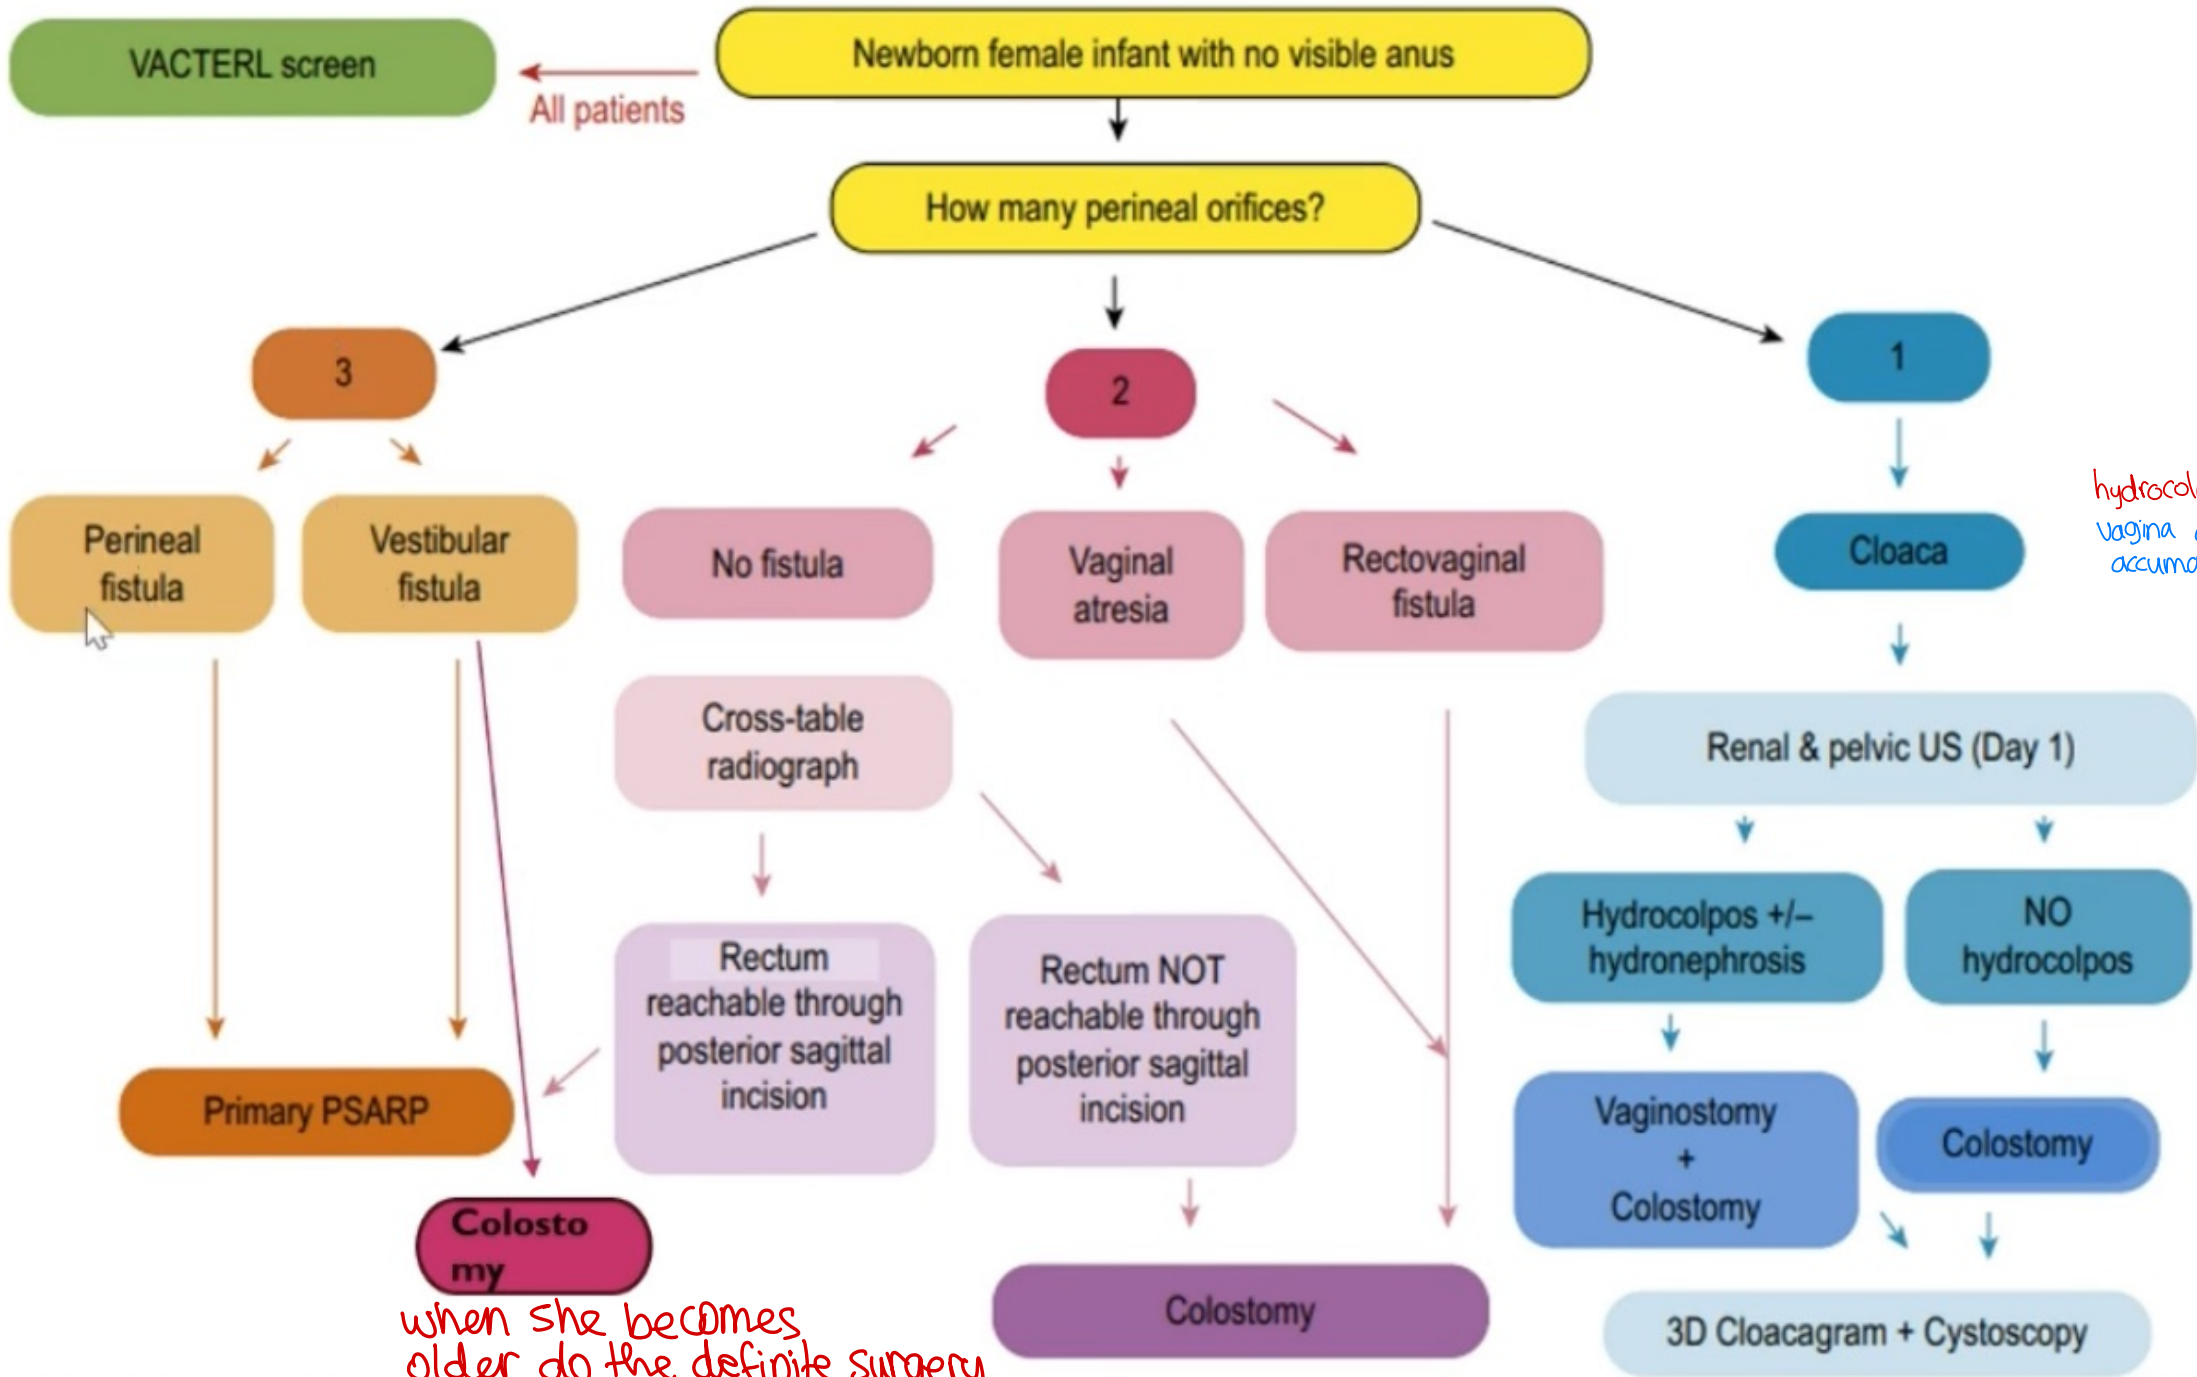 VACTERL screen
All patients
Newborn female infant with no visible anus
How many perineal orifices?
3
2
1
Perineal
fistula
Vestibular
fistula
No fistula
Vaginal
atresia
Rectovaginal
fistula
Cloaca
vagina
Cross-table
radiograph
Renal & pelvic US (Day 1)
Rectum
reachable through
posterior sagittal
incision
Rectum NOT
reachable through
posterior sagittal
incision
Hydrocolpos +/–
hydronephrosis
NO
hydrocolpos
Primary PSARP
Vaginostomy
+
Colostomy
Colostomy
Colosto
my
when she becomes
older do the definite surgery
Colostomy
3D Cloacagram + Cystoscopy